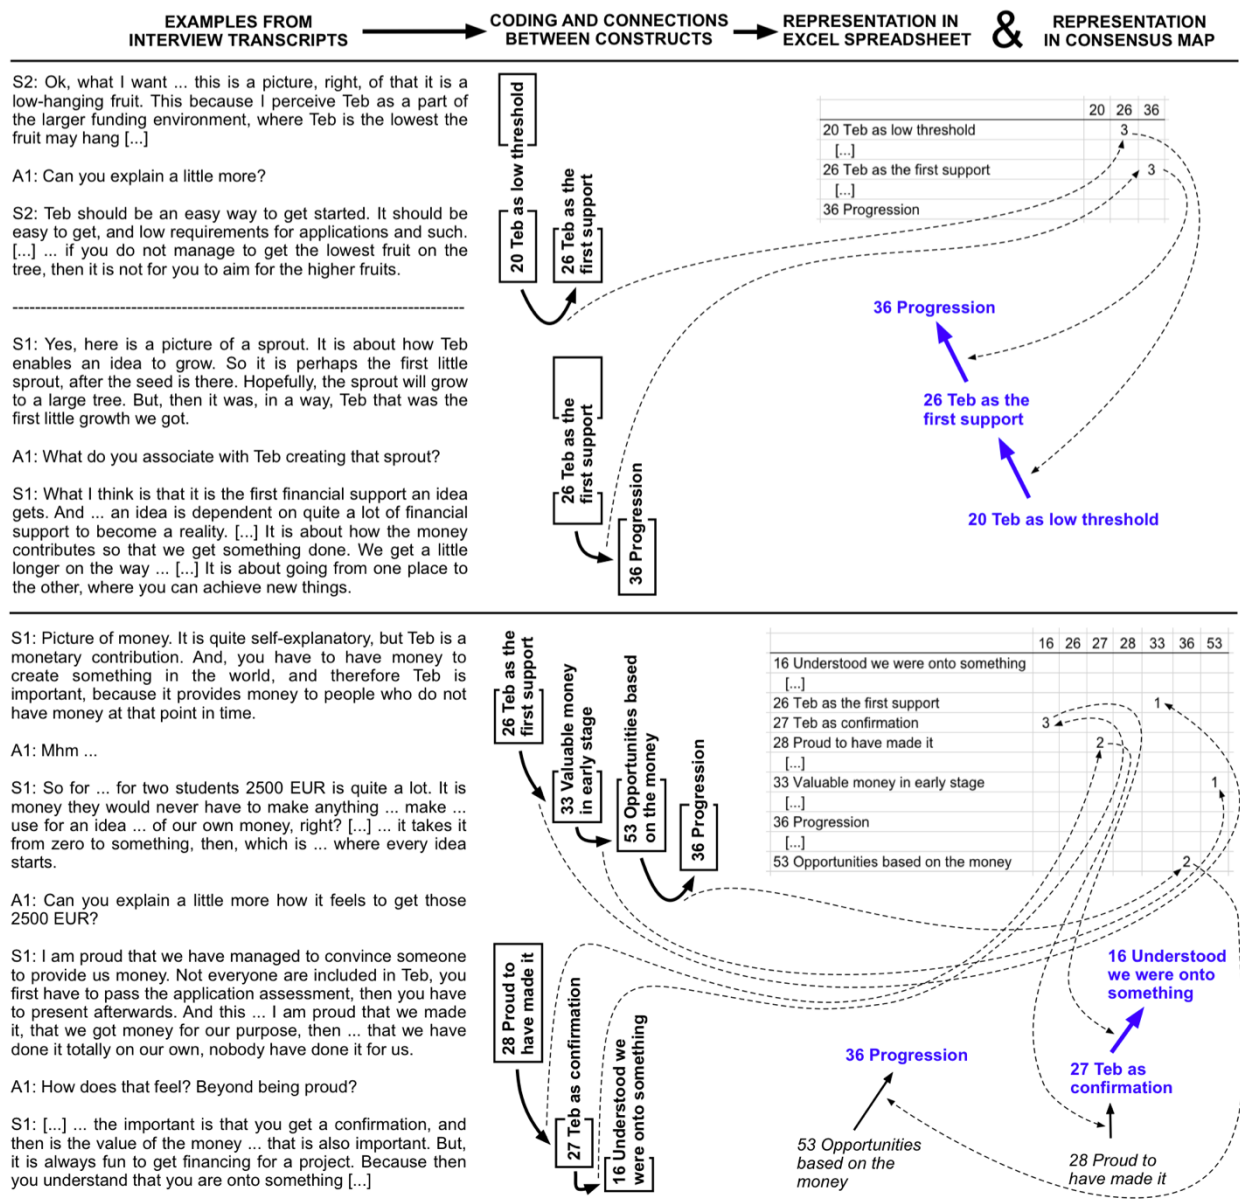 EXAMPLES FROM
INTERVIEW TRANSCRIPTS
CODING AND CONNECTIONS
BETWEEN CONSTRUCTS
REPRESENTATION IN
EXCEL SPREADSHEET
&
REPRESENTATION
IN CONSENSUS MAP
S2: Ok, what I want ... this is a picture, right, of that it is a
low-hanging fruit. This because I perceive Teb as a part of
the larger funding environment, where Teb is the lowest the
fruit may hang [...]
A1: Can you explain a little more?
S2: Teb should be an easy way to get started. It should be
easy to get, and low requirements for applications and such.
[...] ... if you do not manage to get the lowest fruit on the
tree, then it is not for you to aim for the higher fruits.
20 Teb as low threshold
26 Teb as the
first support
20 26 36
20 Teb as low threshold 3
[...]
26 Teb as the first support 3
[...]
36 Progression
S1: Yes, here is a picture of a sprout. It is about how Teb
enables an idea to grow. So it is perhaps the first little
sprout, after the seed is there. Hopefully, the sprout will grow
to a large tree. But, then it was, in a way, Teb that was the
first little growth we got.
A1: What do you associate with Teb creating that sprout?
S1: What I think is that it is the first financial support an idea
gets. And ... an idea is dependent on quite a lot of financial
support to become a reality. [...] It is about how the money
contributes so that we get something done. We get a little
longer on the way ... [...] It is about going from one place to
the other, where you can achieve new things.
26 Teb as the
first support
36 Progression
36 Progression
26 Teb as the
first support
20 Teb as low threshold
S1: Picture of money. It is quite self-explanatory, but Teb is a
monetary contribution. And, you have to have money to
create something in the world, and therefore Teb is
important, because it provides money to people who do not
have money at that point in time.
A1: Mhm ...
S1: So for ... for two students 2500 EUR is quite a lot. It is
money they would never have to make anything ... make ...
use for an idea ... of our own money, right? [...] ... it takes it
from zero to something, then, which is ... where every idea
starts.
A1: Can you explain a little more how it feels to get those
2500 EUR?
S1: I am proud that we have managed to convince someone
to provide us money. Not everyone are included in Teb, you
first have to pass the application assessment, then you have
to present afterwards. And this ... I am proud that we made
it, that we got money for our purpose, then ... that we have
done it totally on our own, nobody have done it for us.
A1: How does that feel? Beyond being proud?
S1: [...] ... the important is that you get a confirmation, and
then is the value of the money ... that is also important. But,
it is always fun to get financing for a project. Because then
you understand that you are onto something [...]
26 Teb as the
first support
33 Valuable money
in early stage
53 Opportunities based
on the money
36 Progression
28 Proud to
have made it
27 Teb as confirmation
16 Understood we
were onto something
16 26 27 28 33 36 53
16 Understood we were onto something
[...]
26 Teb as the first support 1
27 Teb as confirmation 3
28 Proud to have made it 2
[...]
33 Valuable money in early stage 1
[...]
36 Progression
[...]
53 Opportunities based on the money 2
16 Understood
we were onto
something
36 Progression
27 Teb as
confirmation
53 Opportunities
based on the
money
28 Proud to
have made it